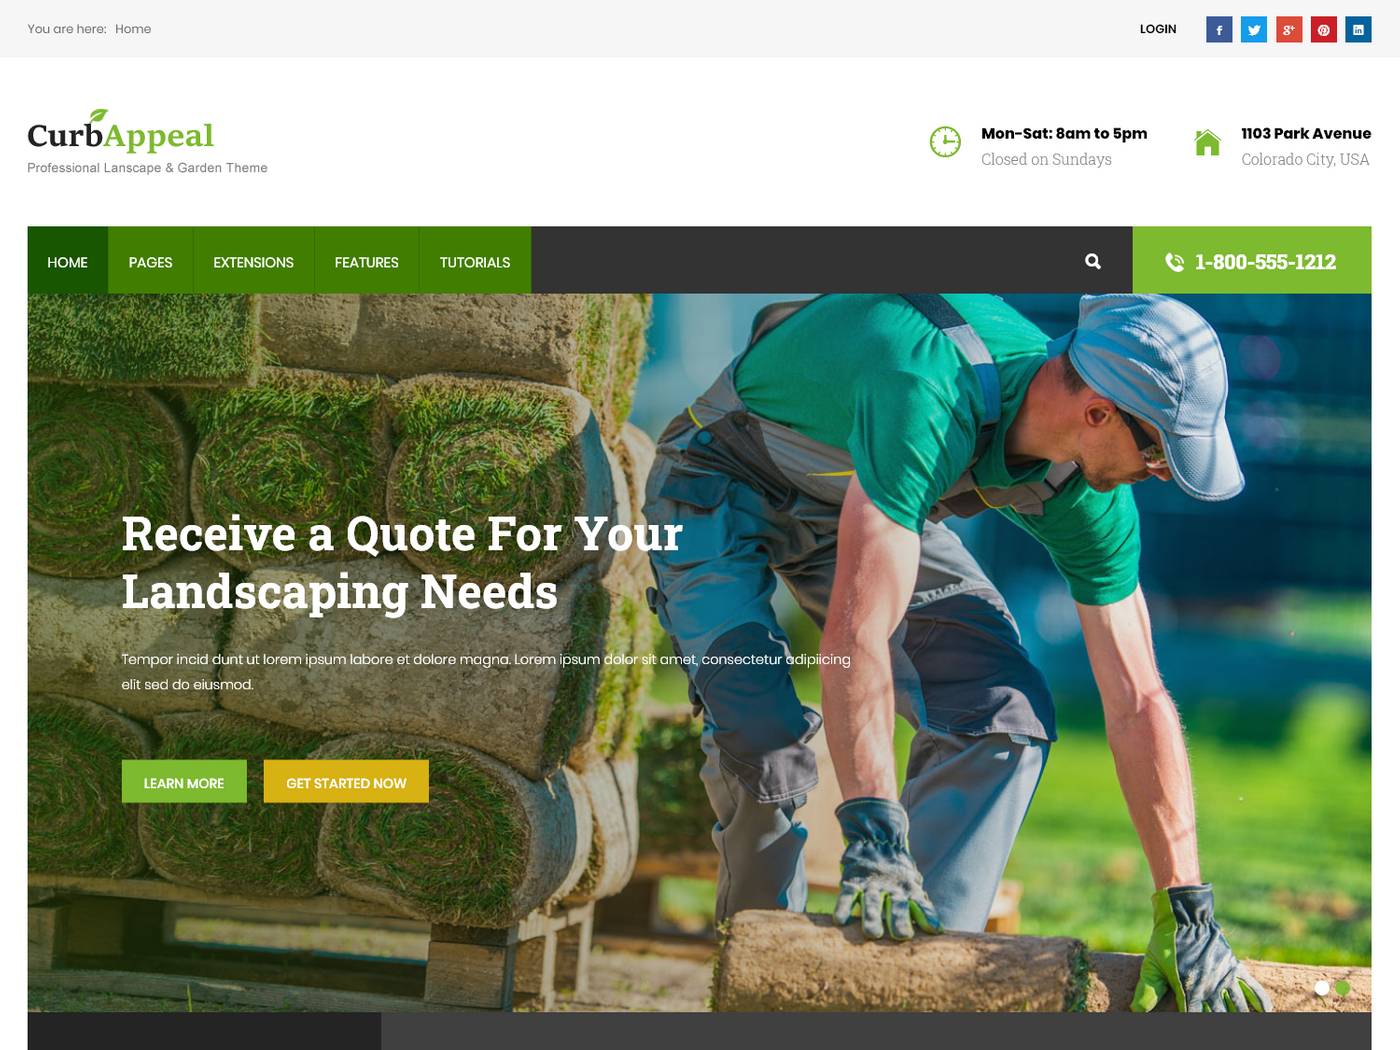 You are here: Home
LOGIN
CurbAppeal
Professional Lanscape & Garden Theme
Mon-Sat: 8am to 5pm
Closed on Sundays
1103 Park Avenue
Colorado City, USA
HOME
PAGES
EXTENSIONS
FEATURES
TUTORIALS
1-800-555-1212
Receive a Quote For Your
Landscaping Needs
Tempor incid dunt ut lorem ipsum labore et dolore magna. Lorem ipsum dolor sit amet, consectetur adipiicing
elit sed do eiusmod.
LEARN MORE
GET STARTED NOW